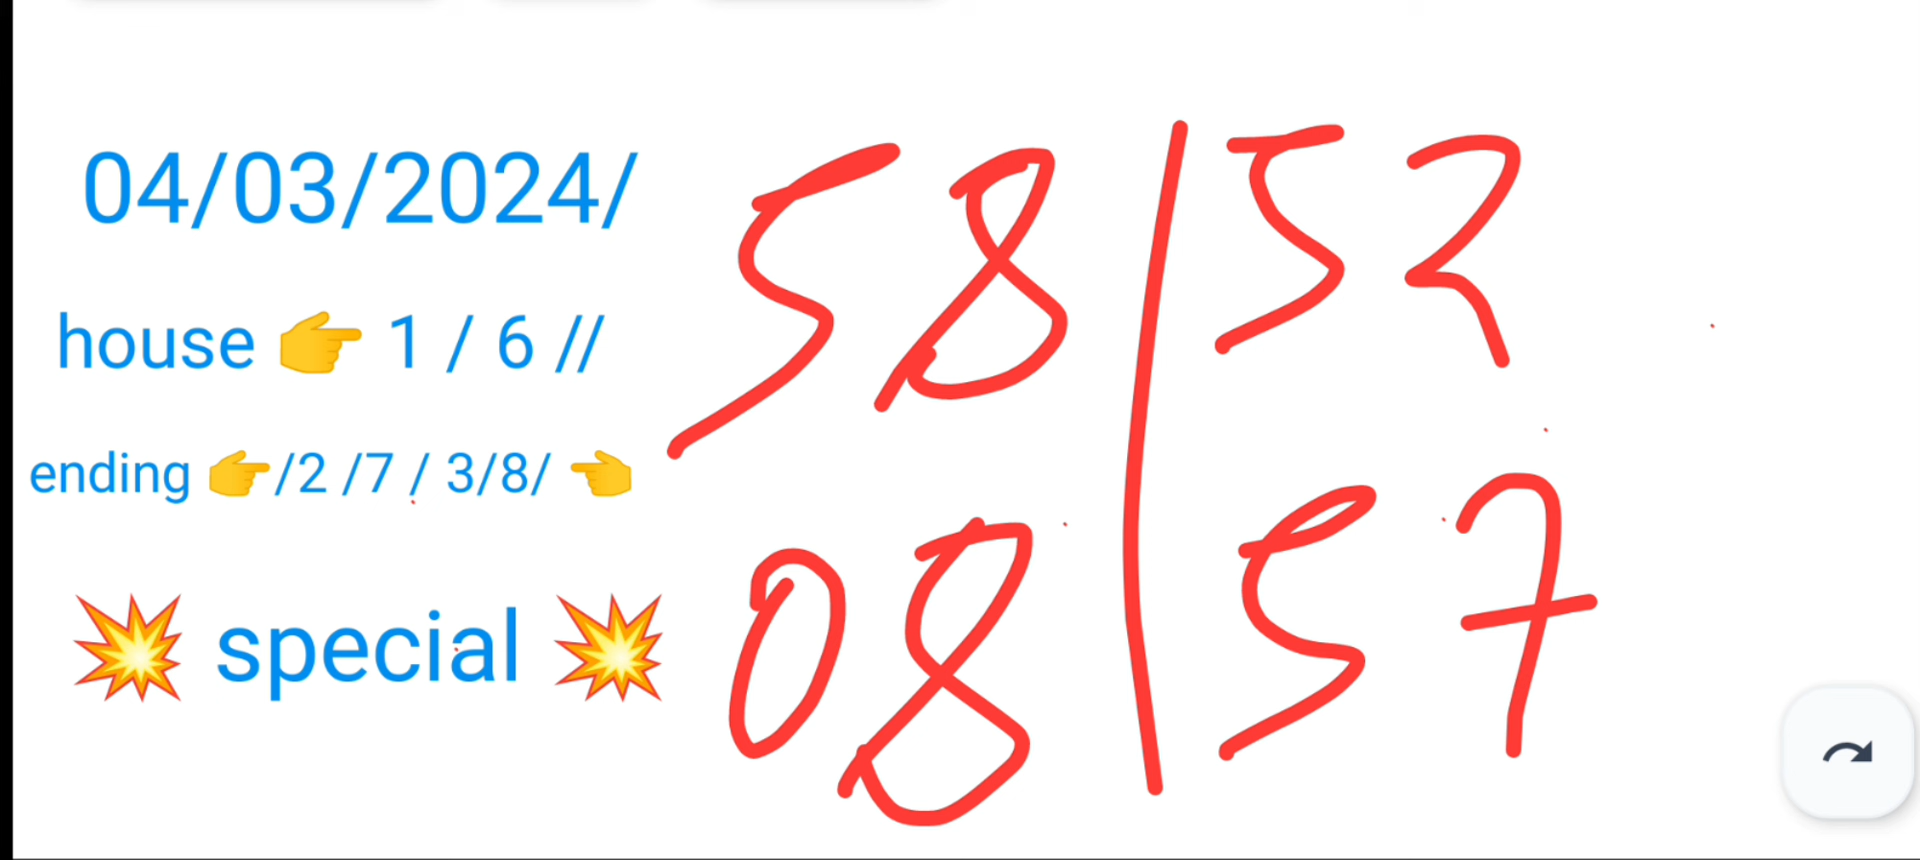 04/03/2024/
house 👉 1 / 6 //
ending 👉/2 /7 / 3/8/ 👈
💥 special 💥
58 | 52
08 | 57